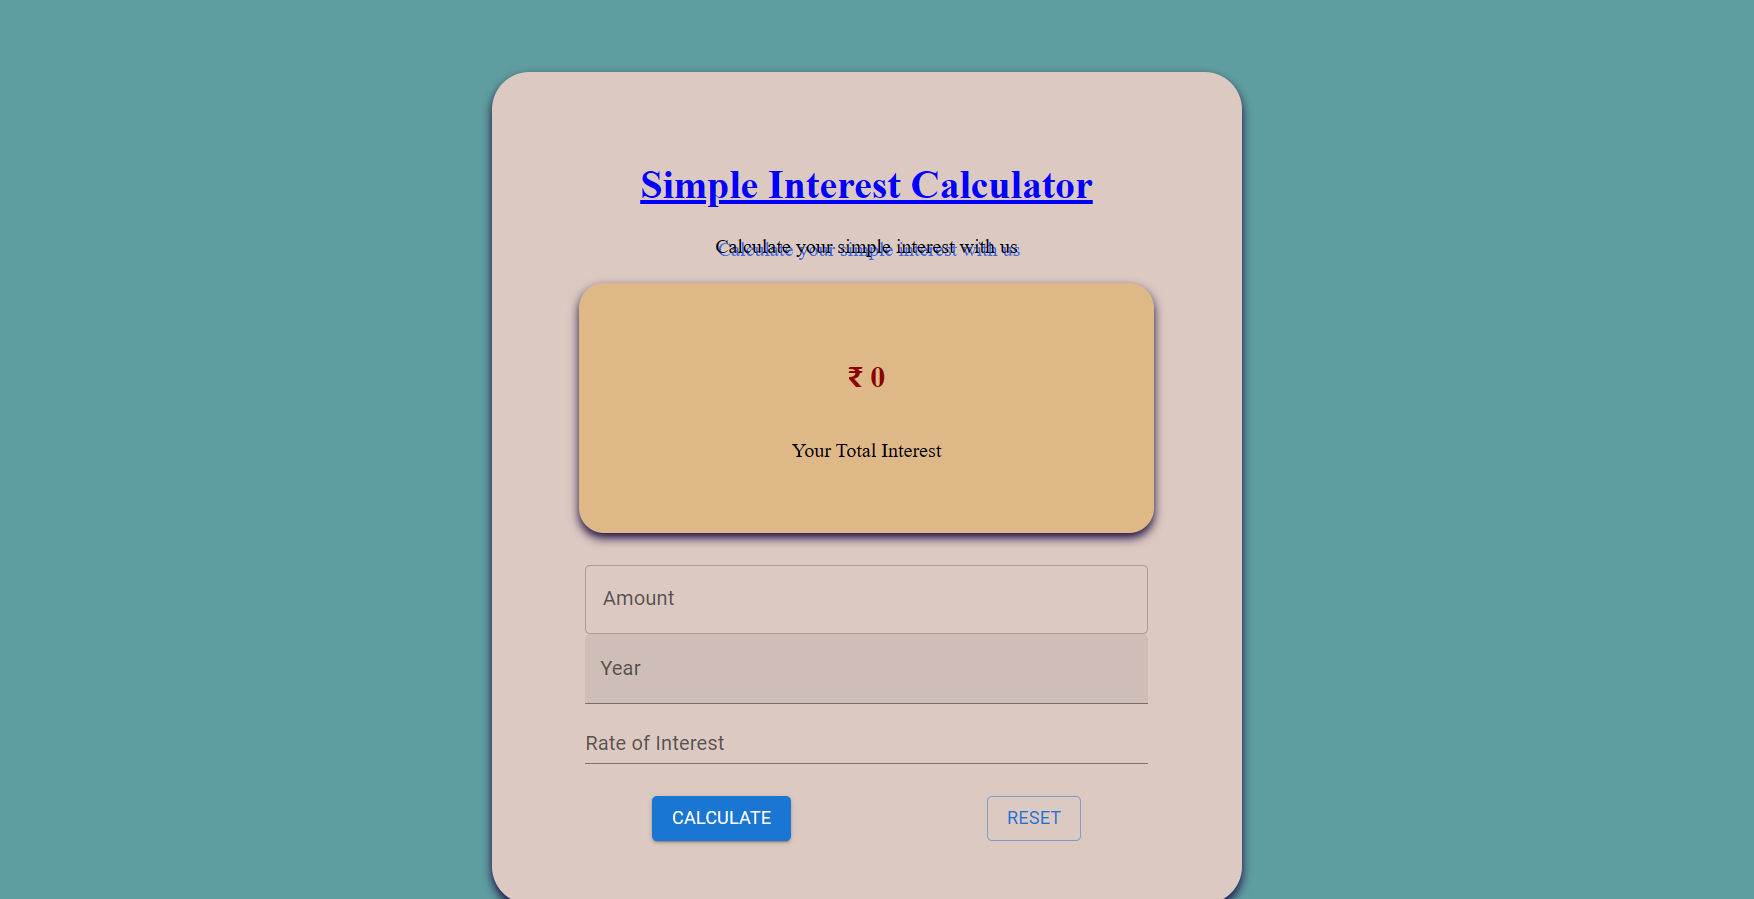 Simple Interest Calculator
Calculate your simple interest with us
₹ 0
Your Total Interest
Amount
Year
Rate of Interest
CALCULATE
RESET